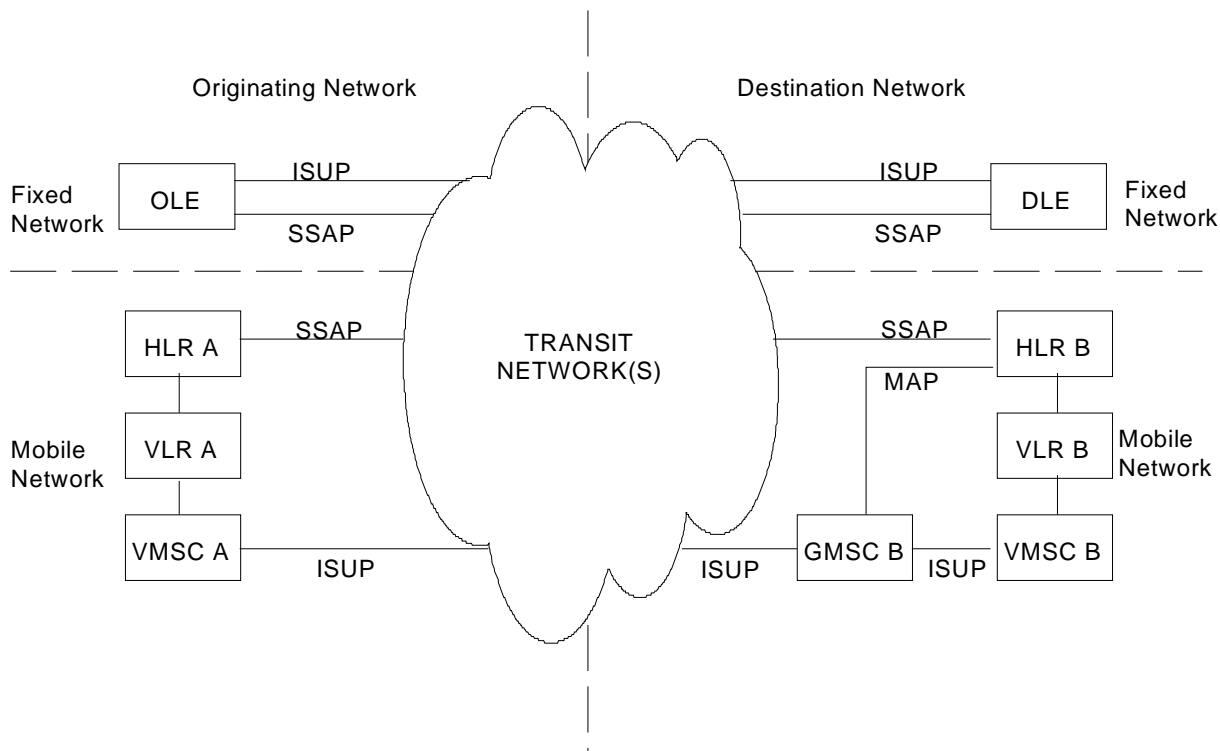 Originating Network
Destination Network
Fixed
Network
OLE
ISUP
SSAP
ISUP
SSAP
DLE
Fixed
Network
HLR A
SSAP
TRANSIT
NETWORK(S)
SSAP
HLR B
MAP
Mobile
Network
VLR A
VLR B
Mobile
Network
VMSC A
ISUP
ISUP
GMSC B
ISUP
VMSC B